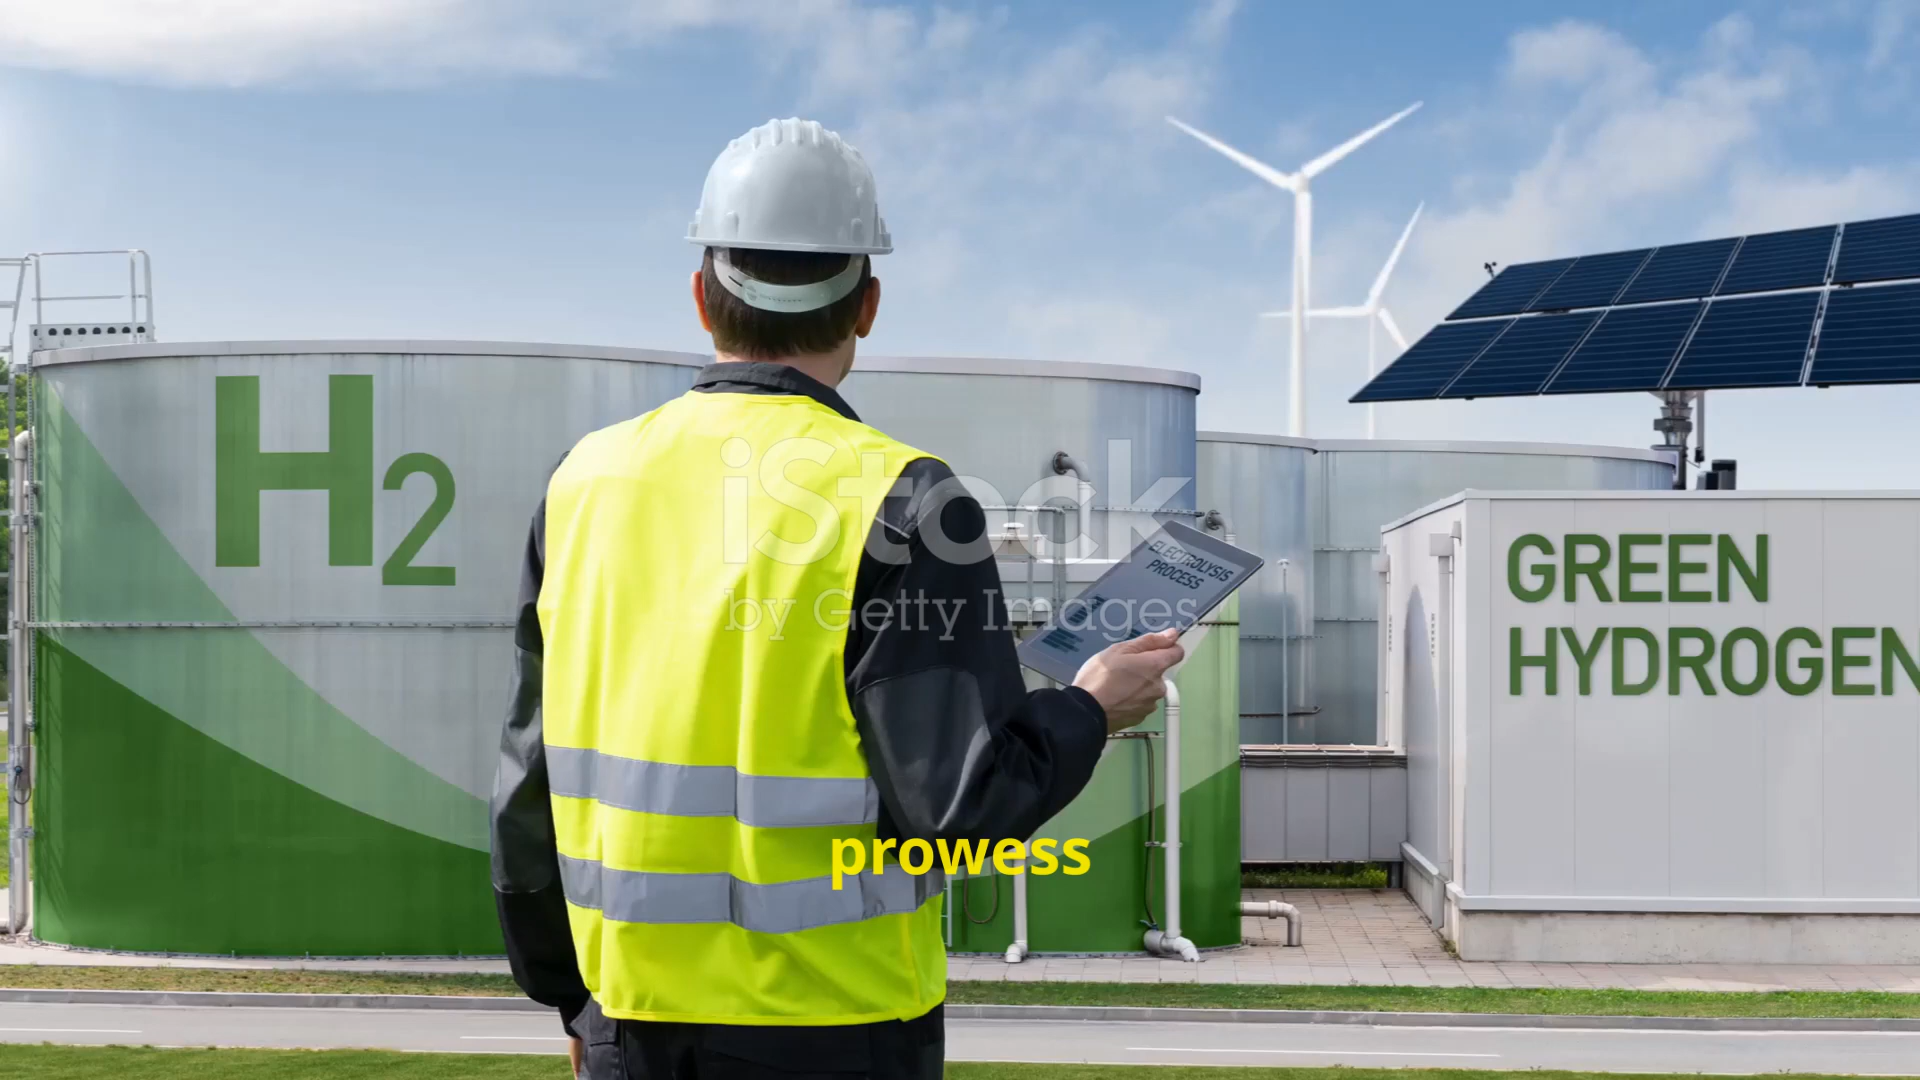 H2
iStock
by Getty Images
ELECTROLYSIS
PROCESS
GREEN
HYDROGEN
prowess